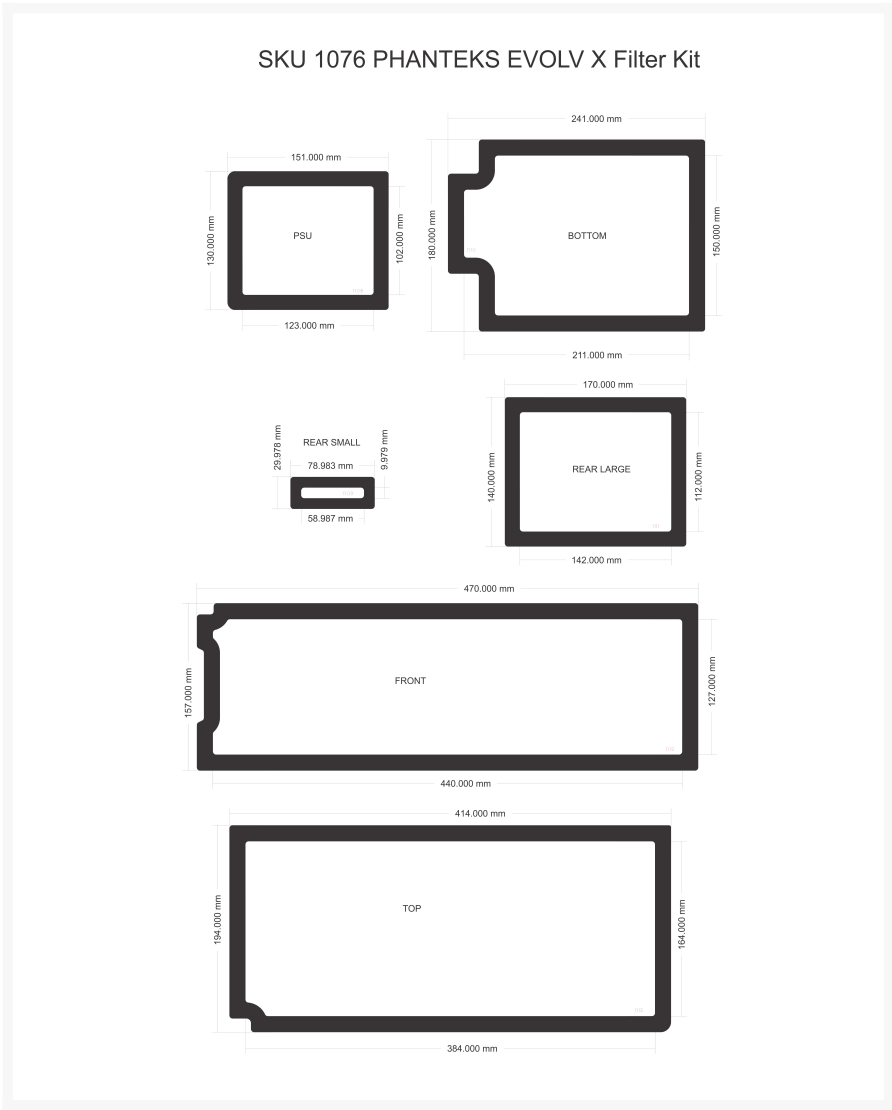 SKU 1076 PHANTEKS EVOLV X Filter Kit
241.000 mm
151.000 mm
130.000 mm
PSU
102.000 mm
123.000 mm
180.000 mm
BOTTOM
150.000 mm
211.000 mm
170.000 mm
29.978 mm
REAR SMALL
9.979 mm
78.983 mm
58.987 mm
140.000 mm
REAR LARGE
112.000 mm
142.000 mm
470.000 mm
157.000 mm
FRONT
127.000 mm
440.000 mm
414.000 mm
194.000 mm
TOP
164.000 mm
384.000 mm